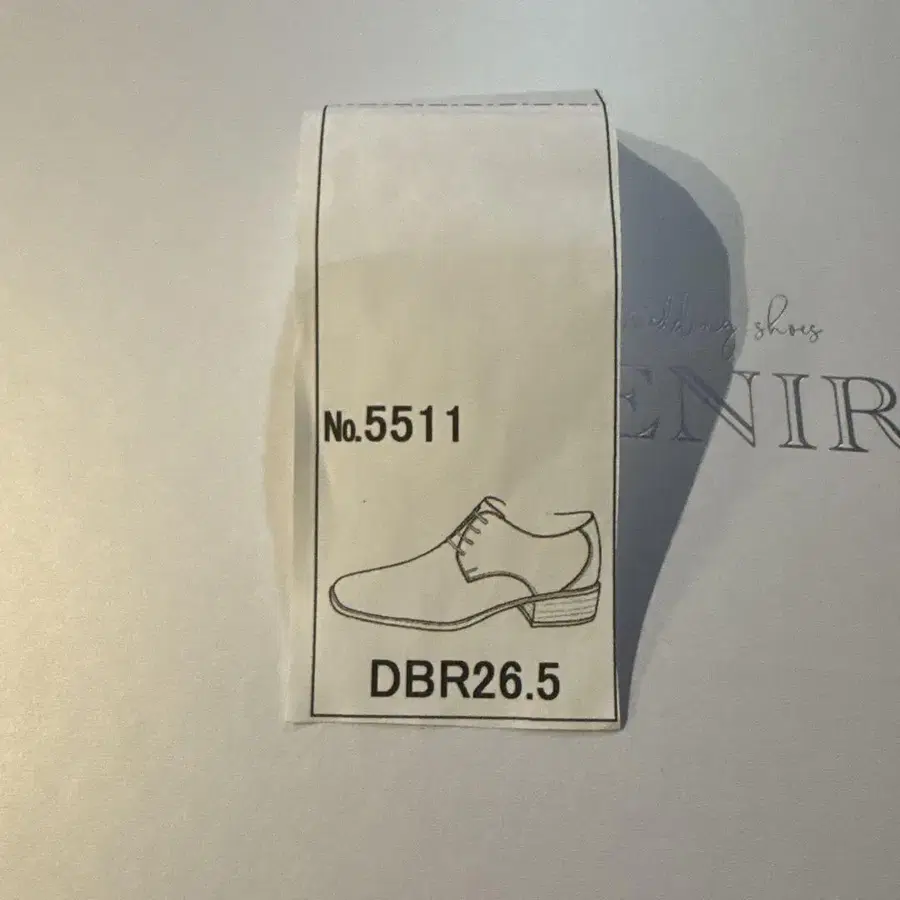 wedding shoes
ENIR
№.5511
DBR26.5